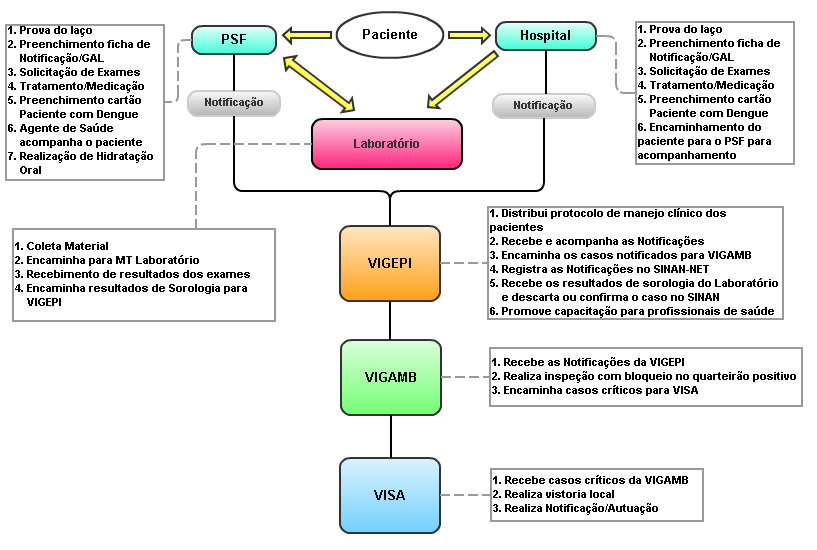 Paciente
PSF
Hospital
Notificação
Notificação
Laboratório
1. Prova do laço
2. Preenchimento ficha de
Notificação/GAL
3. Solicitação de Exames
4. Tratamento/Medicação
5. Preenchimento cartão
Paciente com Dengue
6. Agente de Saúde
acompanha o paciente
7. Realização de Hidratação
Oral
1. Prova do laço
2. Preenchimento ficha de
Notificação/GAL
3. Solicitação de Exames
4. Tratamento/Medicação
5. Preenchimento cartão
Paciente com Dengue
6. Encaminhamento do
paciente para o PSF para
acompanhamento
1. Coleta Material
2. Encaminha para MT Laboratório
3. Recebimento de resultados dos exames
4. Encaminha resultados de Sorologia para
VIGEPI
VIGEPI
1. Distribui protocolo de manejo clínico dos
pacientes
2. Recebe e acompanha as Notificações
3. Encaminha os casos notificados para VIGAMB
4. Registra as Notificações no SINAN-NET
5. Recebe os resultados de sorologia do Laboratório
e descarta ou confirma o caso no SINAN
6. Promove capacitação para profissionais de saúde
VIGAMB
1. Recebe as Notificações da VIGEPI
2. Realiza inspeção com bloqueio no quarteirão positivo
3. Encaminha casos críticos para VISA
VISA
1. Recebe casos críticos da VIGAMB
2. Realiza vistoria local
3. Realiza Notificação/Autuação